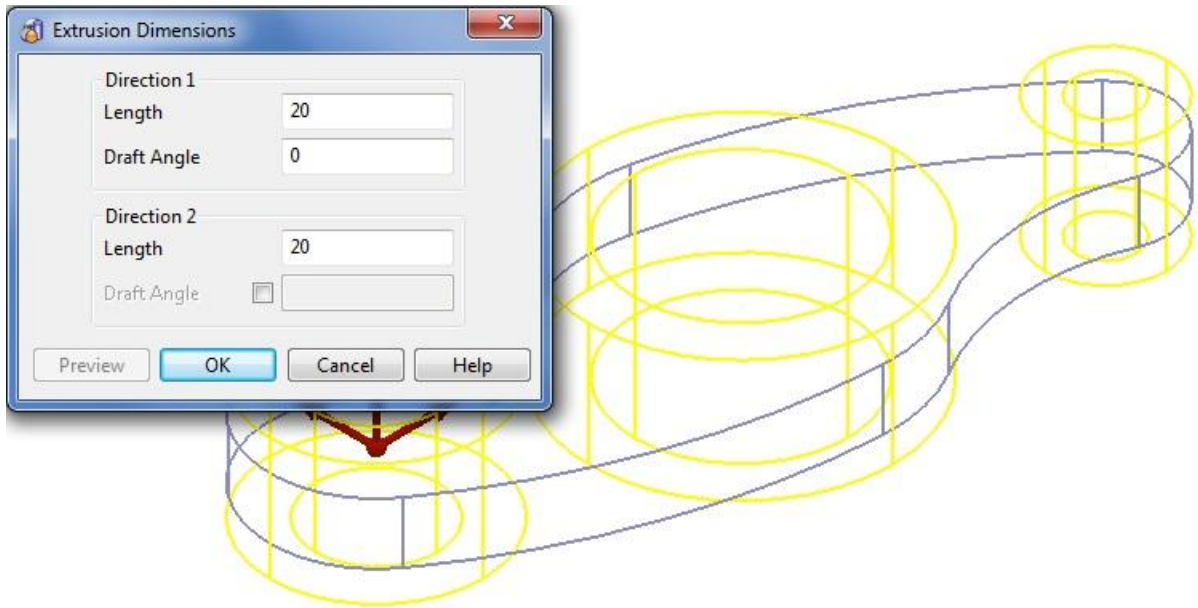 Extrusion Dimensions
Direction 1
Length 20
Draft Angle 0
Direction 2
Length 20
Draft Angle
Preview OK Cancel Help